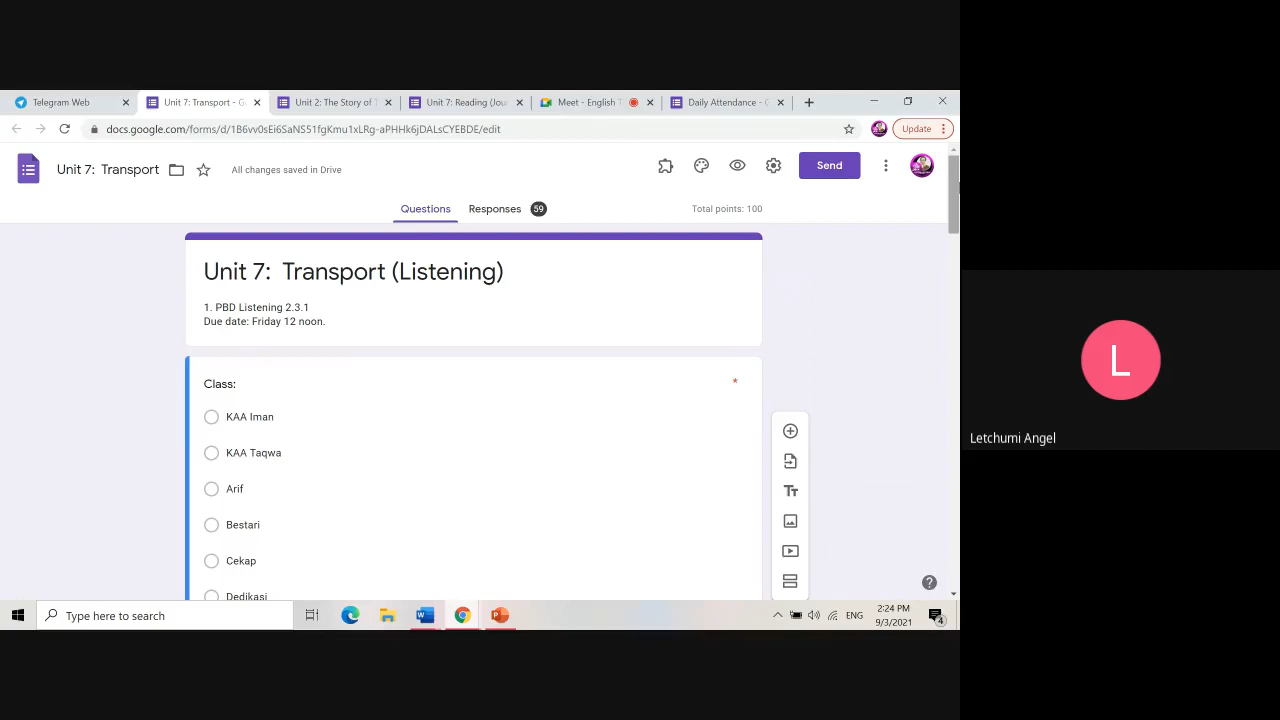 Telegram Web
Unit 7: Transport - G
Unit 2: The Story of T
Unit 7: Reading (Jou
Meet - English T
Daily Attendance - G
docs.google.com/forms/d/1B6vv0sEi6SaNS51fgKmu1xLRg-aPHHk6jDALsCYEBDE/edit
Update
Unit 7: Transport
All changes saved in Drive
Send
Questions
Responses
59
Total points: 100
Unit 7: Transport (Listening)
1. PBD Listening 2.3.1
Due date: Friday 12 noon.
Class:
*
KAA Iman
KAA Taqwa
Arif
Bestari
Cekap
Dedikasi
L
Letchumi Angel
Type here to search
ENG
2:24 PM
9/3/2021
4